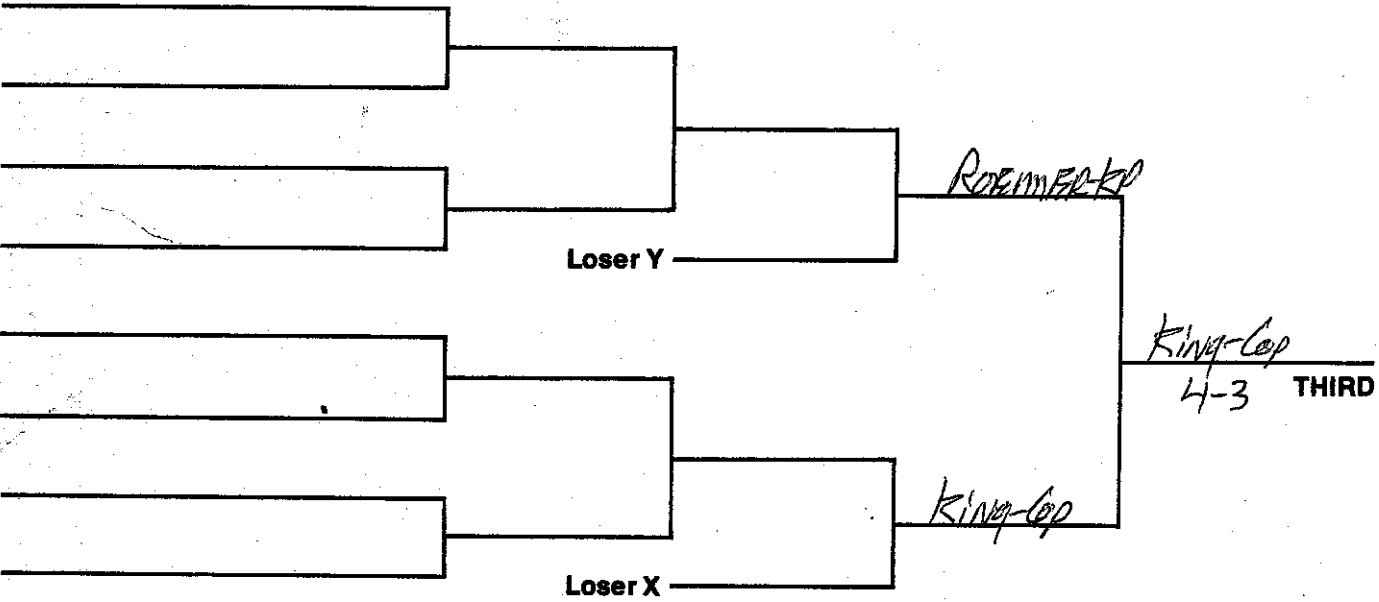 ROEMMER-KP
Loser Y
King-Cop
4-3 THIRD
King-Cop
Loser X